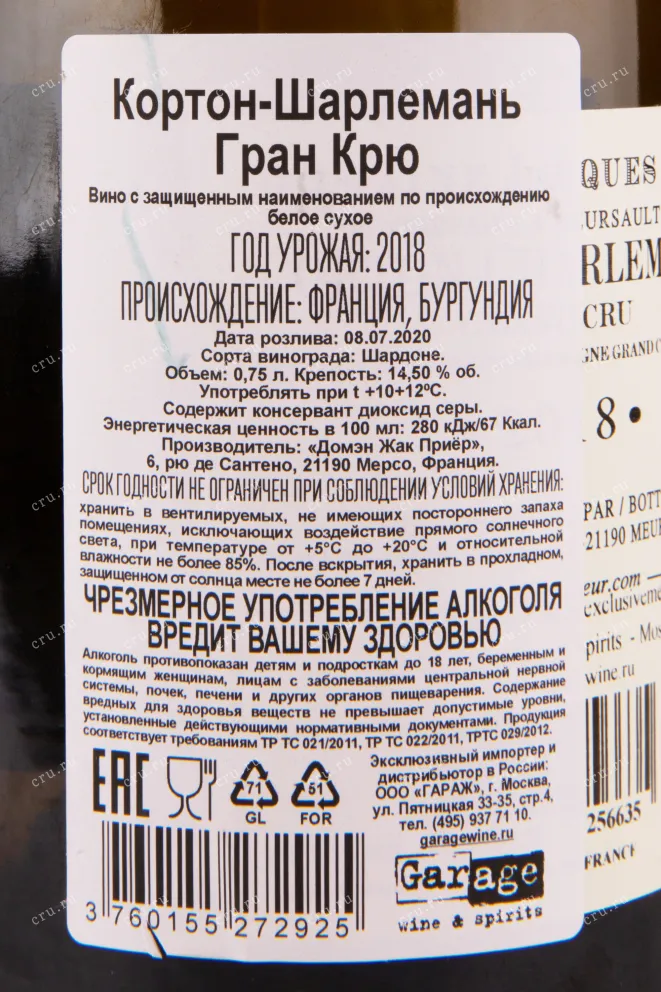 Кортон-Шарлемань
Гран Крю
Вино с защищенным наименованием по происхождению
белое сухое
ГОД УРОЖАЯ: 2018
ПРОИСХОЖДЕНИЕ: ФРАНЦИЯ, БУРГУНДИЯ
Дата розлива: 08.07.2020
Сорта винограда: Шардоне.
Объем: 0,75 л. Крепость: 14,50 % об.
Употреблять при t +10+12ºС.
Содержит консервант диоксид серы.
Энергетическая ценность в 100 мл: 280 кДж/67 Ккал.
Производитель: «Домэн Жак Приёр»,
6, рю де Сантено, 21190 Мерсо, Франция.
СРОК ГОДНОСТИ НЕ ОГРАНИЧЕН ПРИ СОБЛЮДЕНИИ УСЛОВИЙ ХРАНЕНИЯ:
хранить в вентилируемых, не имеющих постороннего запаха
помещениях, исключающих воздействие прямого солнечного
света, при температуре от +5°С до +20°С и относительной
влажности не более 85%. После вскрытия, хранить в прохладном,
защищенном от солнца месте не более 7 дней.
ЧРЕЗМЕРНОЕ УПОТРЕБЛЕНИЕ АЛКОГОЛЯ
ВРЕДИТ ВАШЕМУ ЗДОРОВЬЮ
Алкоголь противопоказан детям и подросткам до 18 лет, беременным и
кормящим женщинам, лицам с заболеваниями центральной нервной
системы, почек, печени и других органов пищеварения. Содержание
вредных для здоровья веществ не превышает допустимые уровни,
установленные действующими нормативными документами. Продукция
соответствует требованиям ТР ТС 021/2011, ТР ТС 022/2011, ТРТС 029/2012.
EAC
71
GL
51
FOR
Эксклюзивный импортер и
дистрибьютор в России:
ООО «ГАРАЖ», г. Москва,
ул. Пятницкая 33-35, стр.4,
тел. (495) 937 71 10.
garagewine.ru
Garage
wine & spirits
3 760155 272925
QUES
URSAULT
RLEM
CRU
GNE GRAND C
8 •
PAR / BOTT
21190 MEU
eur.com
exclusiveme
pirits - Mos
wine ru
256635
FRANCE
cru.ru